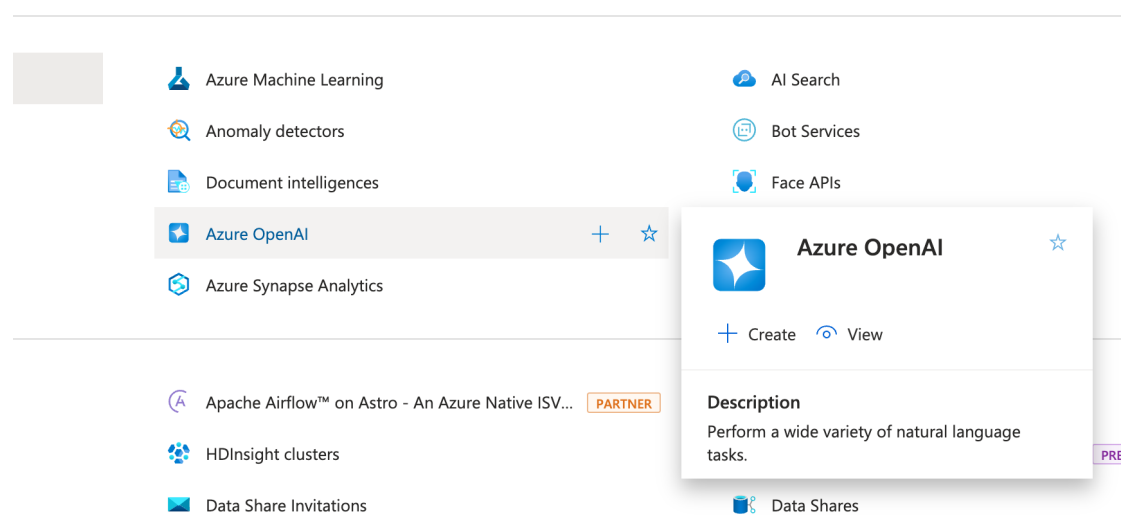 Azure Machine Learning
AI Search
Anomaly detectors
Bot Services
Document intelligences
Face APIs
Azure OpenAI
Azure Synapse Analytics
Azure OpenAI
Create
View
Description
Perform a wide variety of natural language
tasks.
Apache Airflow™ on Astro - An Azure Native ISV...
PARTNER
HDInsight clusters
PRE
Data Share Invitations
Data Shares